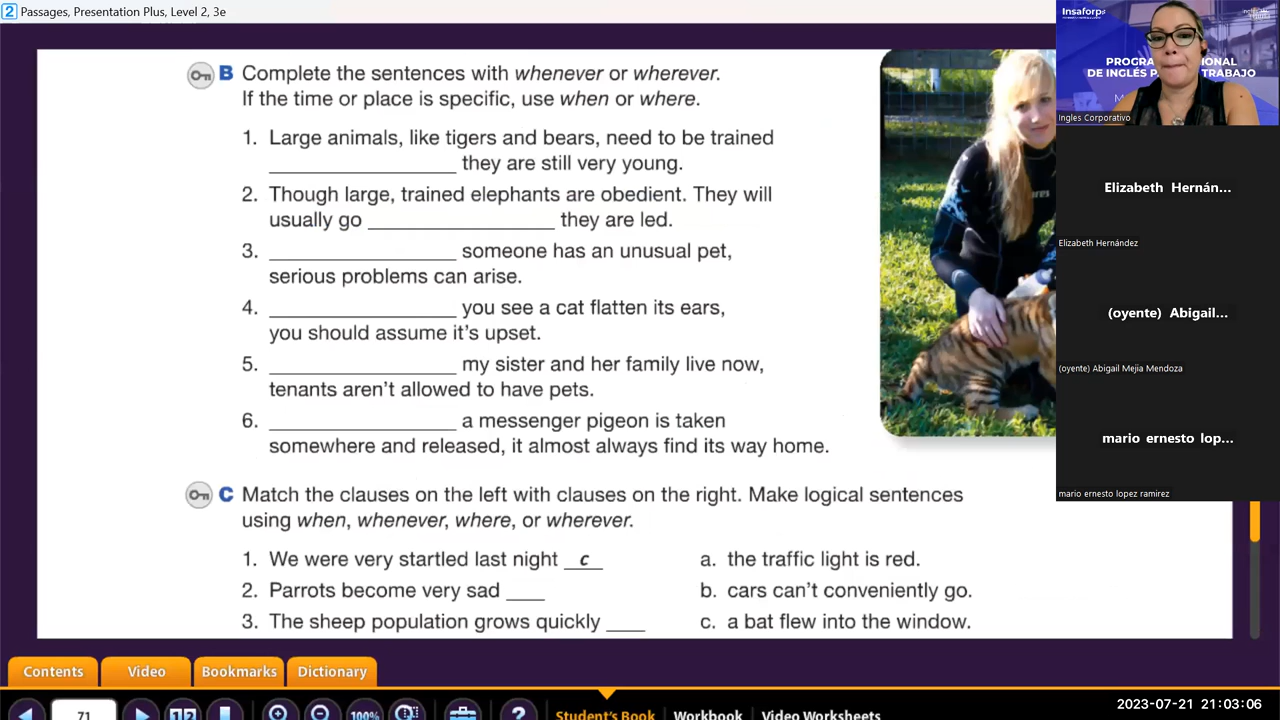 Passages, Presentation Plus, Level 2, 3e
B Complete the sentences with whenever or wherever.
If the time or place is specific, use when or where.
1. Large animals, like tigers and bears, need to be trained
_________________ they are still very young.
2. Though large, trained elephants are obedient. They will
usually go _________________ they are led.
3. _________________ someone has an unusual pet,
serious problems can arise.
4. _________________ you see a cat flatten its ears,
you should assume it's upset.
5. _________________ my sister and her family live now,
tenants aren't allowed to have pets.
6. _________________ a messenger pigeon is taken
somewhere and released, it almost always find its way home.
C Match the clauses on the left with clauses on the right. Make logical sentences
using when, whenever, where, or wherever.
1. We were very startled last night c
a. the traffic light is red.
2. Parrots become very sad ____
b. cars can't conveniently go.
3. The sheep population grows quickly ____
c. a bat flew into the window.
Insaforp
Ingles Corporativo
Elizabeth Hernán...
Elizabeth Hernández
(oyente) Abigail...
(oyente) Abigail Mejia Mendoza
mario ernesto lop...
mario ernesto lopez ramirez
Contents
Video
Bookmarks
Dictionary
71
100%
Student's Book
Workbook
Video Worksheets
2023-07-21 21:03:06